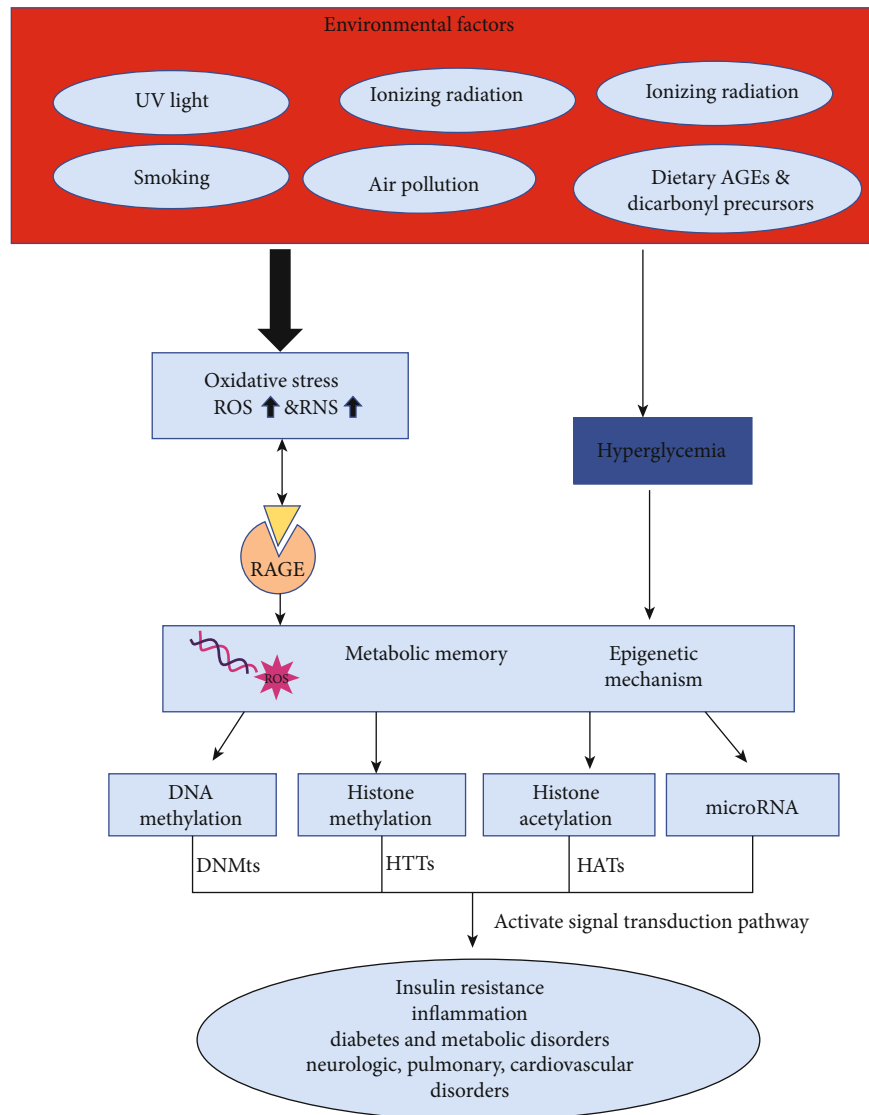 Environmental factors
UV light
Ionizing radiation
Ionizing radiation
Smoking
Air pollution
Dietary AGEs &
dicarbonyl precursors
Oxidative stress
ROS &RNS
Hyperglycemia
RAGE
ROS
Metabolic memory
Epigenetic
mechanism
DNA
methylation
Histone
methylation
Histone
acetylation
microRNA
DNMts
HTTs
HATs
Activate signal transduction pathway
Insulin resistance
inflammation
diabetes and metabolic disorders
neurologic, pulmonary, cardiovascular
disorders